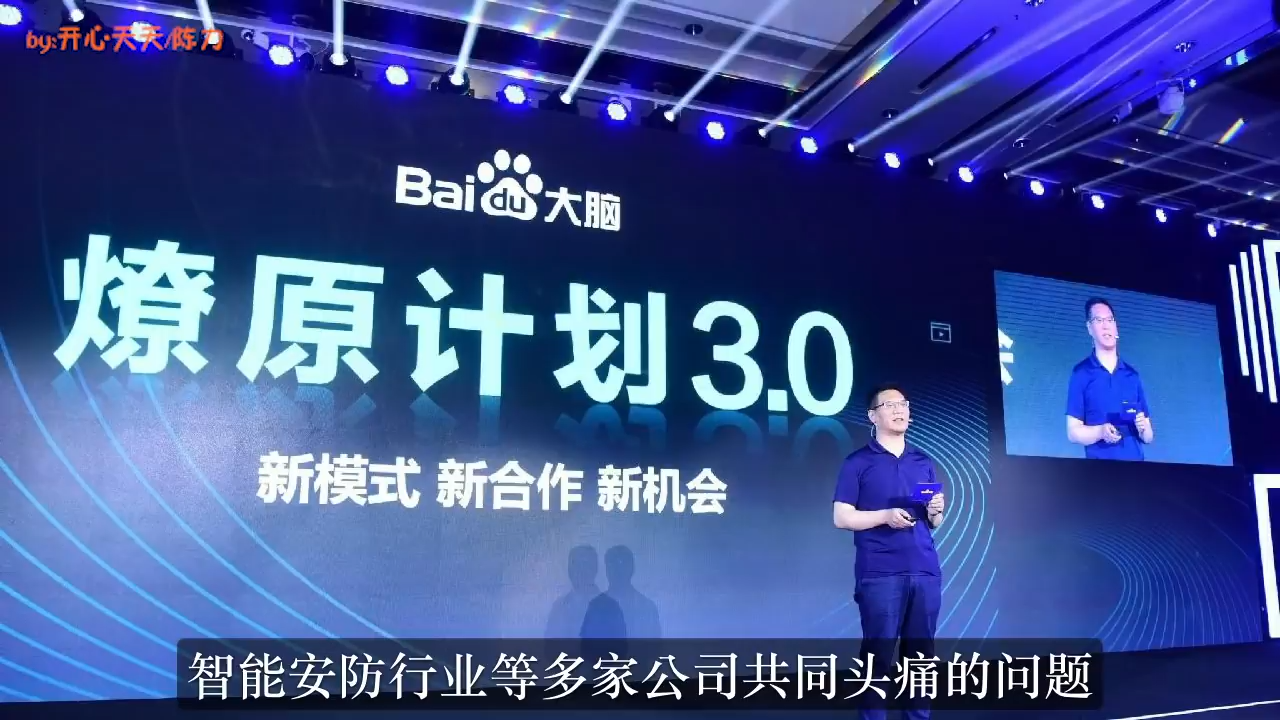 by:开心·天天/陈力
Baidu大脑
燎原计划3.0
新模式 新合作 新机会
智能安防行业等多家公司共同头痛的问题